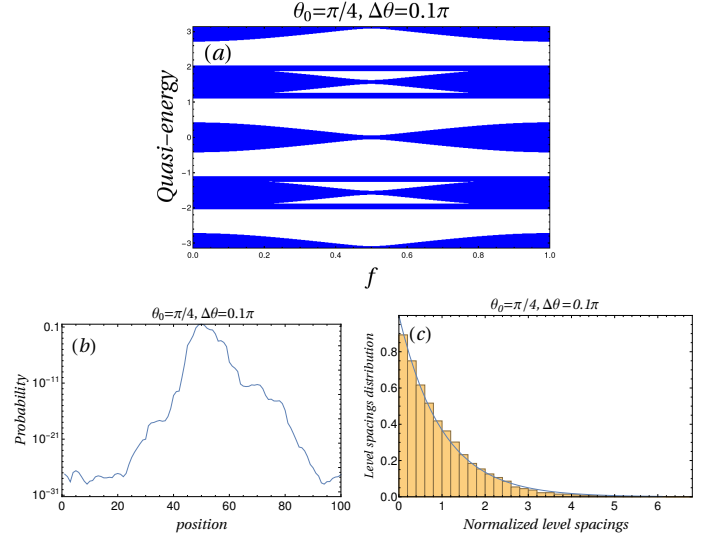 θ₀=π/4, Δθ=0.1π
(a)
Quasi-energy
3
2
1
0
-1
-2
-3
0.0 0.2 0.4 0.6 0.8 1.0
f
θ₀=π/4, Δθ=0.1π
(b)
Probability
0.1
10⁻¹¹
10⁻²¹
10⁻³¹
0 20 40 60 80 100
position
θ₀=π/4, Δθ=0.1π
(c)
Level spacings distribution
0.8
0.6
0.4
0.2
0.0
0 1 2 3 4 5 6
Normalized level spacings